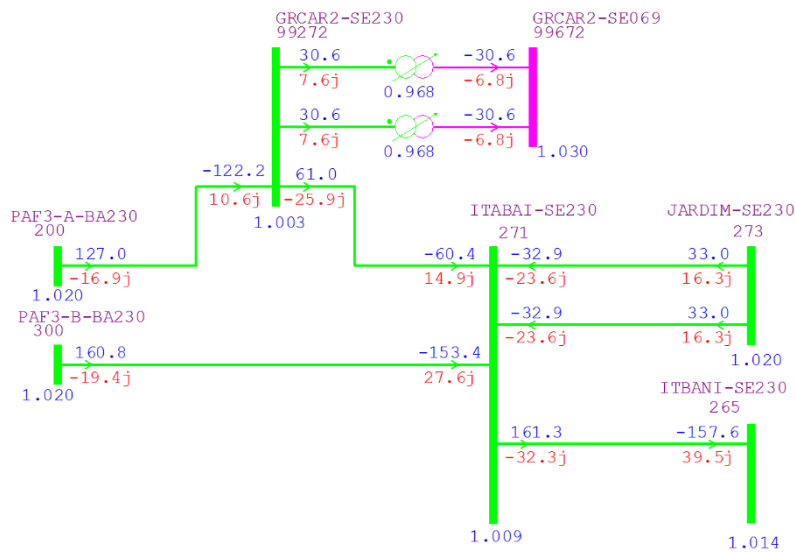 GRCAR2-SE230 GRCAR2-SE069
99272 99672
30.6 -30.6
7.6j -6.8j
0.968
30.6 -30.6
7.6j -6.8j
0.968
1.030
-122.2 61.0
10.6j -25.9j
1.003
PAF3-A-BA230
200
127.0
-16.9j
1.020
ITABAI-SE230 JARDIM-SE230
271 273
-60.4 -32.9 33.0
14.9j -23.6j 16.3j
-32.9 33.0
-23.6j 16.3j
1.020
PAF3-B-BA230
300
160.8 -153.4
-19.4j 27.6j
1.020
ITBANI-SE230
265
161.3 -157.6
-32.3j 39.5j
1.009 1.014